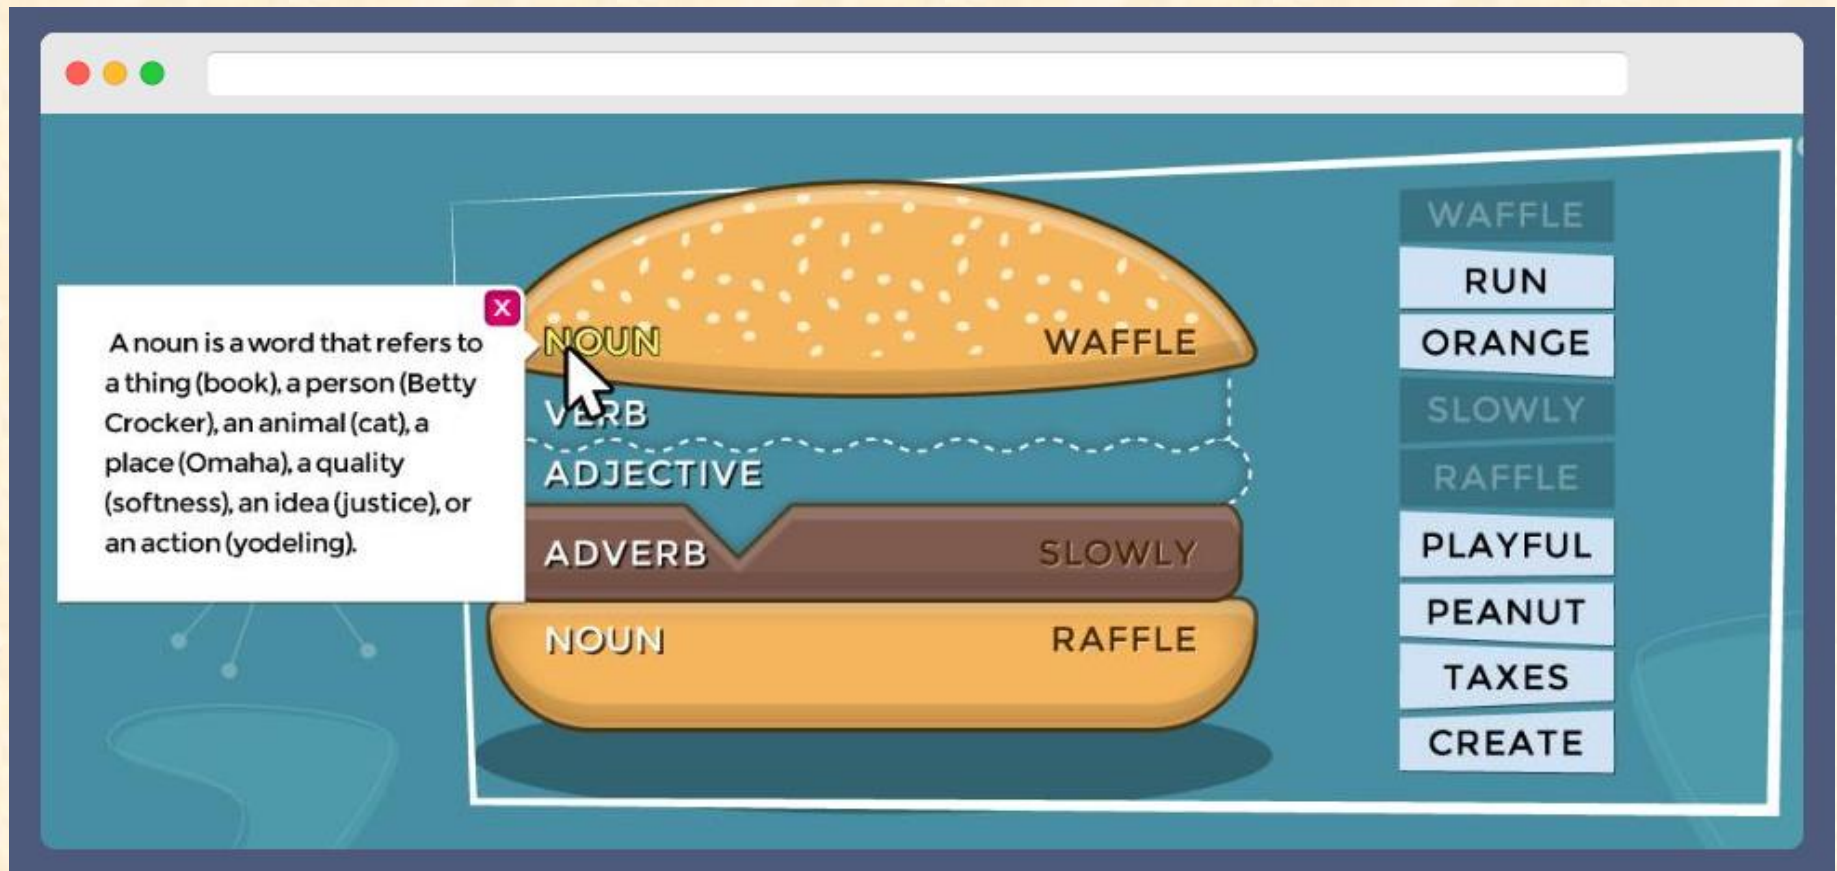 X
A noun is a word that refers to
a thing (book), a person (Betty
Crocker), an animal (cat), a
place (Omaha), a quality
(softness), an idea (justice), or
an action (yodeling).
NOUN WAFFLE
VERB
ADJECTIVE
ADVERB SLOWLY
NOUN RAFFLE
WAFFLE
RUN
ORANGE
SLOWLY
RAFFLE
PLAYFUL
PEANUT
TAXES
CREATE